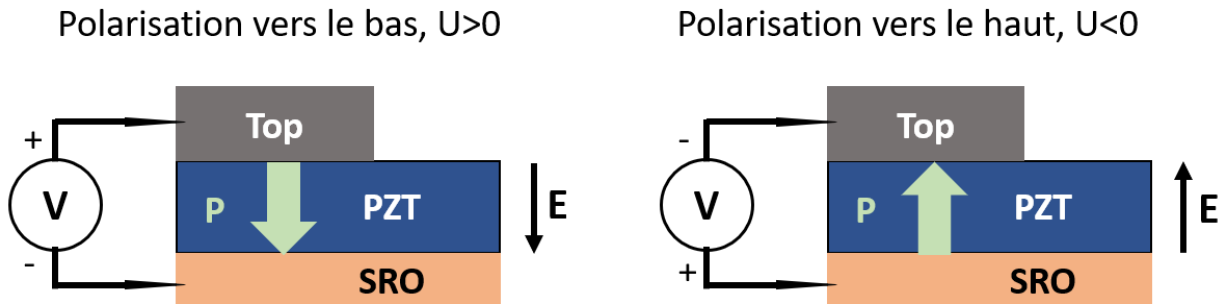 Polarisation vers le bas, U>0
Polarisation vers le haut, U<0
+
Top
V
P
PZT
E
-
SRO
-
Top
V
P
PZT
E
+
SRO